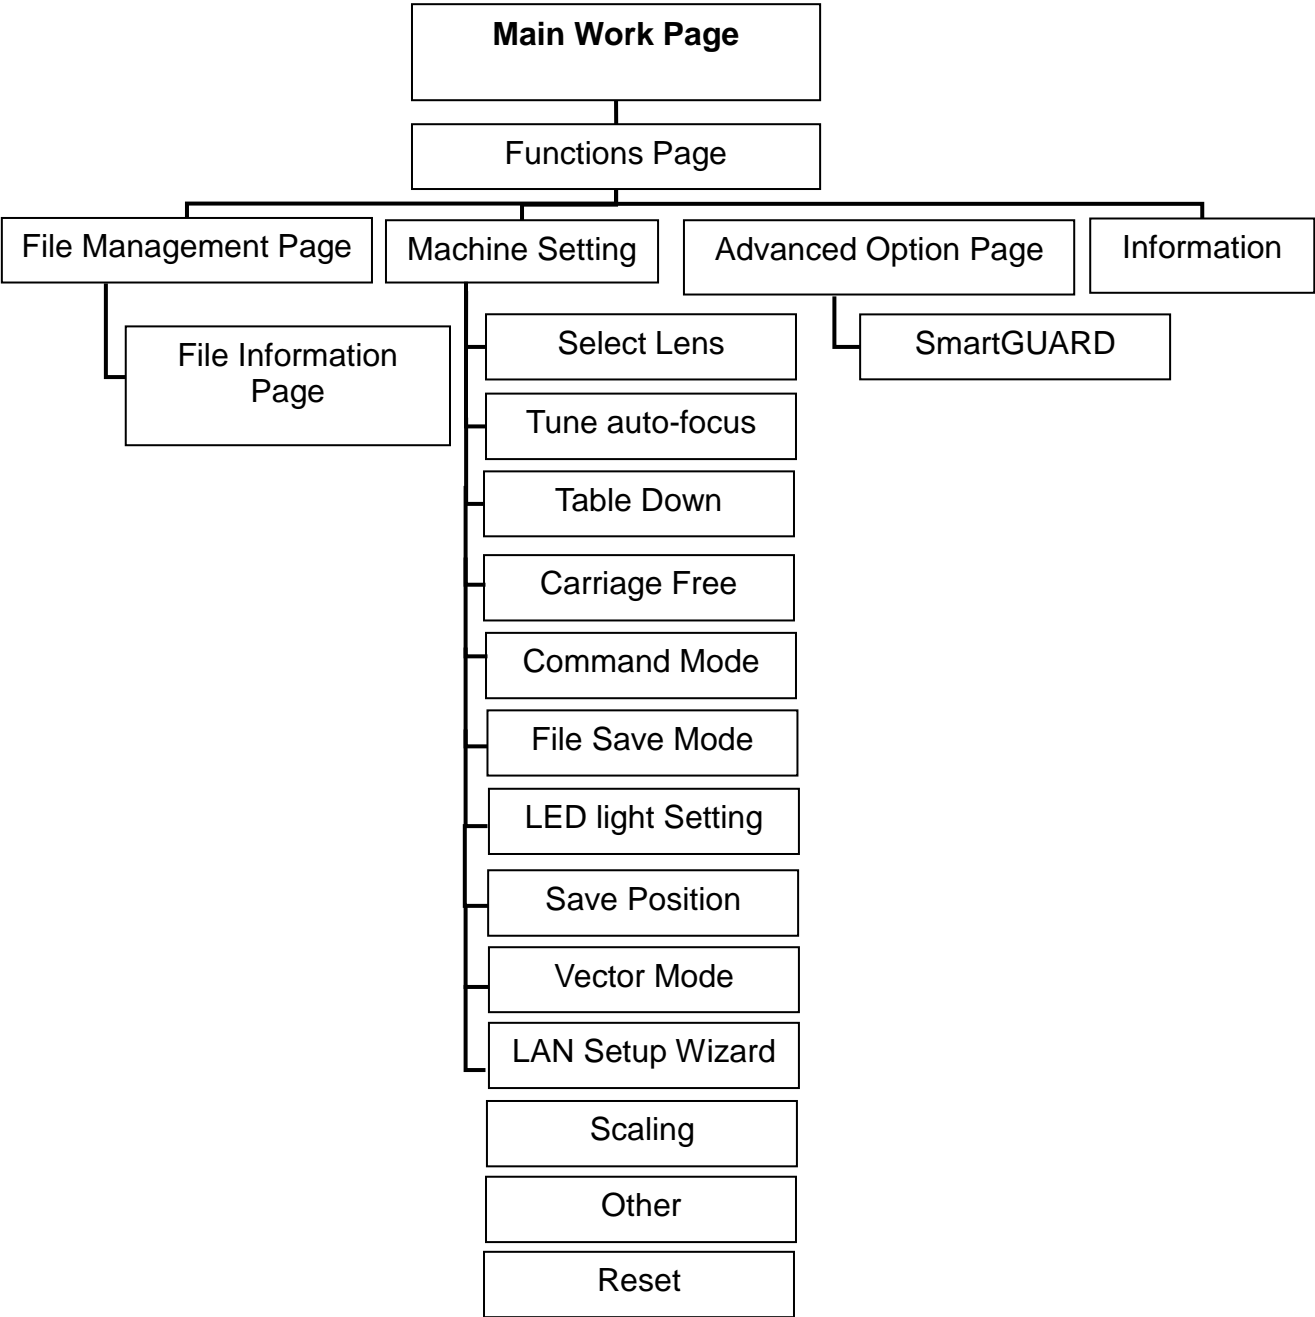 Main Work Page
Functions Page
File Management Page
Machine Setting
Advanced Option Page
Information
File Information
Page
Select Lens
SmartGUARD
Tune auto-focus
Table Down
Carriage Free
Command Mode
File Save Mode
LED light Setting
Save Position
Vector Mode
LAN Setup Wizard
Scaling
Other
Reset